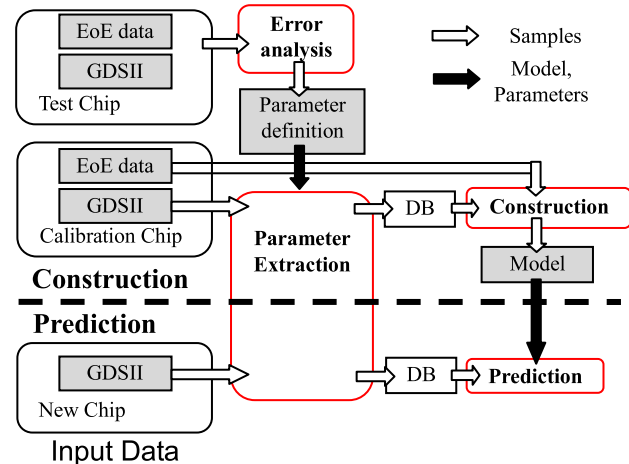 EoE data
GDSII
Test Chip
Error
analysis
Samples
Model,
Parameters
Parameter
definition
EoE data
GDSII
Calibration Chip
Parameter
Extraction
DB
Construction
Model
Construction
Prediction
GDSII
New Chip
DB
Prediction
Input Data